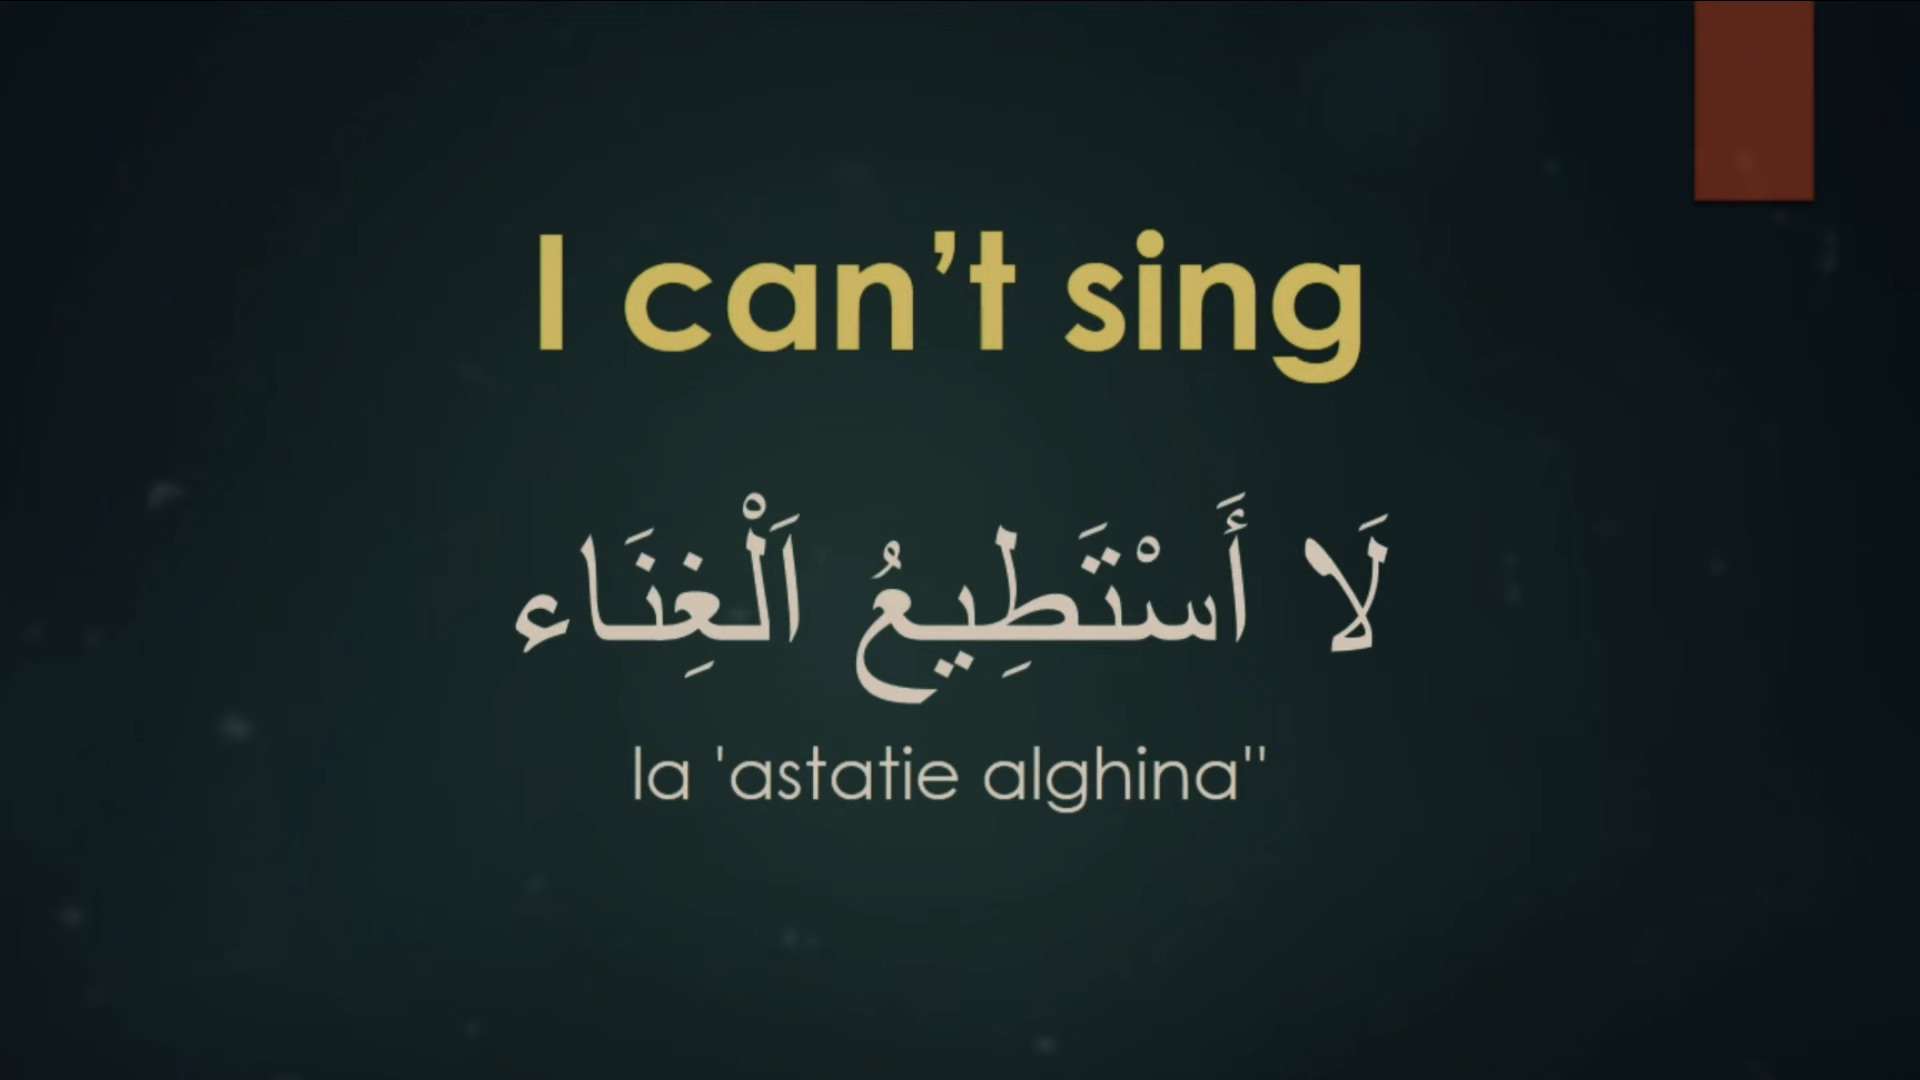 I can’t sing
لَا أَسْتَطِيعُ اَلْغِنَاء
la 'astatie alghina"